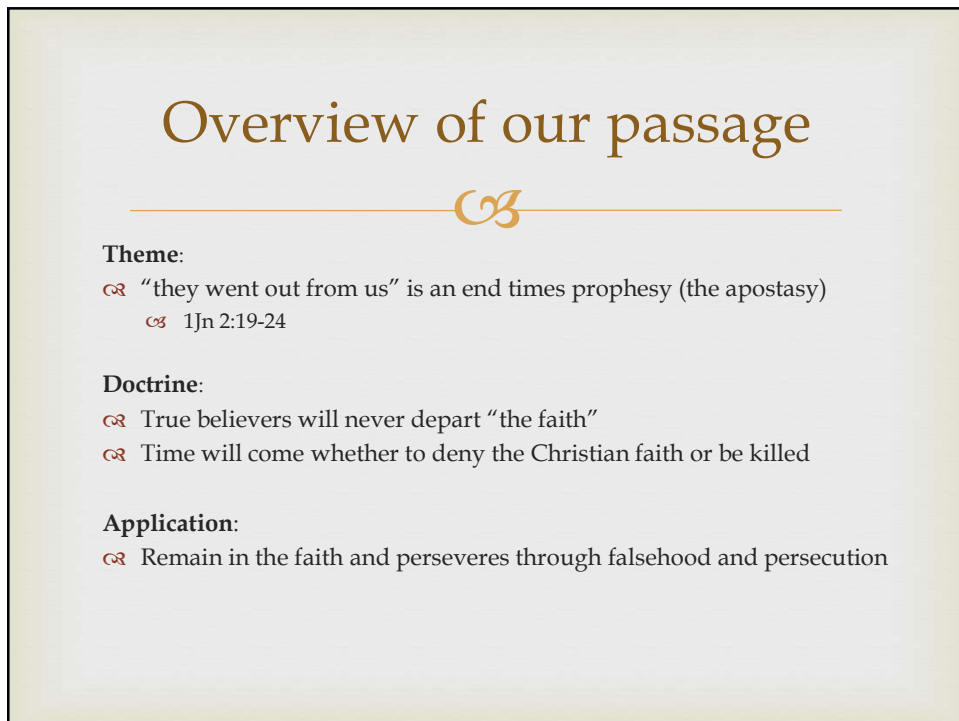 Overview of our passage
Theme:
“they went out from us” is an end times prophesy (the apostasy)
1Jn 2:19-24
Doctrine:
True believers will never depart “the faith”
Time will come whether to deny the Christian faith or be killed
Application:
Remain in the faith and perseveres through falsehood and persecution